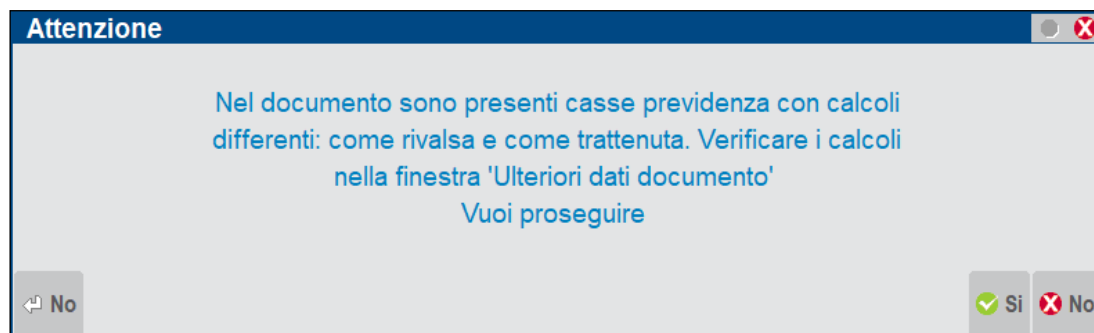 Attenzione
Nel documento sono presenti casse previdenza con calcoli
differenti: come rivalsa e come trattenuta. Verificare i calcoli
nella finestra 'Ulteriori dati documento'
Vuoi proseguire
No
Si
No